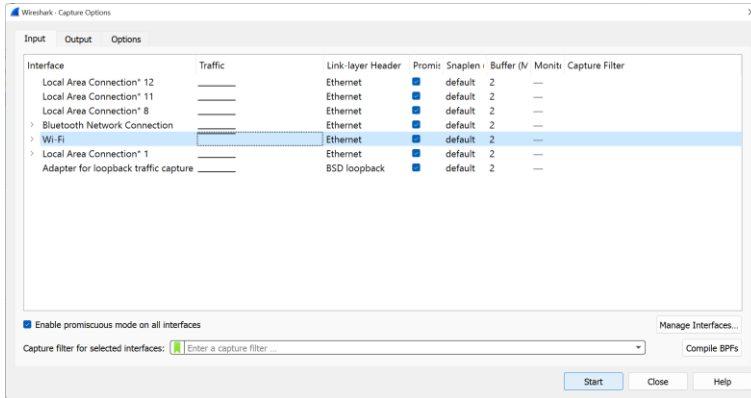 Wireshark · Capture Options
Input Output Options
Interface Traffic Link-layer Header Promis Snaplen Buffer (M Monito Capture Filter
Local Area Connection* 12 Ethernet default 2 —
Local Area Connection* 11 Ethernet default 2 —
Local Area Connection* 8 Ethernet default 2 —
Bluetooth Network Connection Ethernet default 2 —
Wi-Fi Ethernet default 2 —
Local Area Connection* 1 Ethernet default 2 —
Adapter for loopback traffic capture BSD loopback default 2 —
Enable promiscuous mode on all interfaces Manage Interfaces...
Capture filter for selected interfaces: Enter a capture filter ... Compile BPFs
Start Close Help